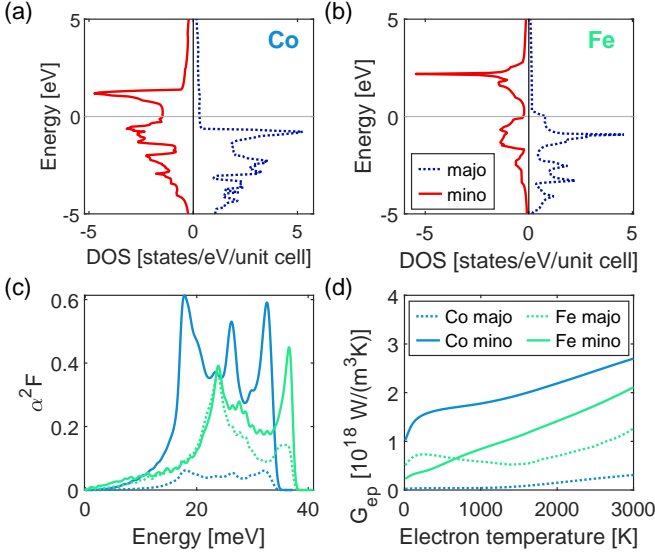 (a)
Co
Energy [eV]
5
0
-5
-5
0
5
DOS [states/eV/unit cell]
(b)
Fe
Energy [eV]
5
0
-5
majo
mino
-5
0
5
DOS [states/eV/unit cell]
(c)
α²F
0.6
0.4
0.2
0
0
20
40
Energy [meV]
(d)
Co majo
Fe majo
Co mino
Fe mino
G_ep [10¹⁸ W/(m³K)]
4
3
2
1
0
0
1000
2000
3000
Electron temperature [K]